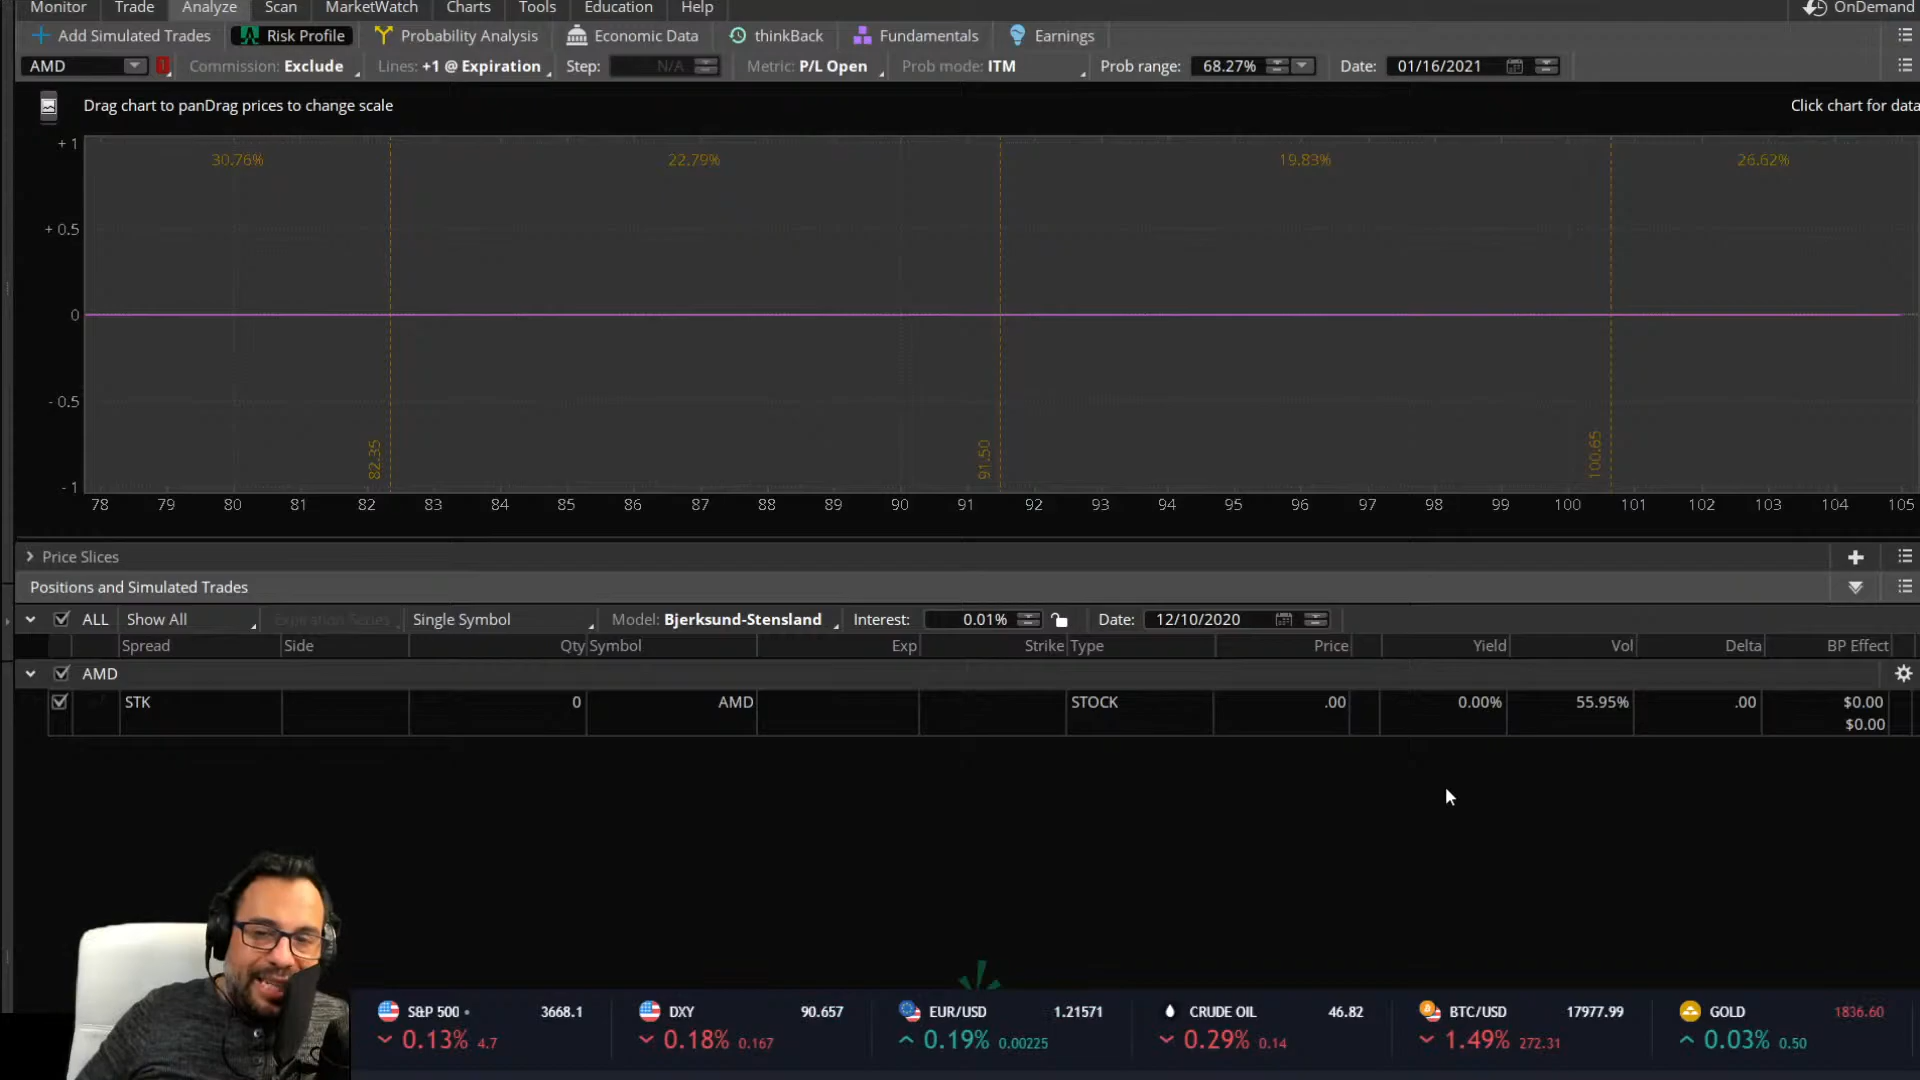 Monitor Trade Analyze Scan MarketWatch Charts Tools Education Help OnDemand
Add Simulated Trades Risk Profile Probability Analysis Economic Data thinkBack Fundamentals Earnings
AMD Commission: Exclude Lines: +1 @ Expiration Step: N/A Metric: P/L Open Prob mode: ITM Prob range: 68.27% Date: 01/16/2021
Drag chart to panDrag prices to change scale Click chart for data
+ 1
30.76% 22.79% 19.83% 26.62%
+ 0.5
0
- 0.5
82.35 91.50 100.65
- 1
78 79 80 81 82 83 84 85 86 87 88 89 90 91 92 93 94 95 96 97 98 99 100 101 102 103 104 105
Price Slices
Positions and Simulated Trades
ALL Show All Expiration Series Single Symbol Model: Bjerksund-Stensland Interest: 0.01% Date: 12/10/2020
Spread Side Qty Symbol Exp Strike Type Price Yield Vol Delta BP Effect
AMD
STK 0 AMD STOCK .00 0.00% 55.95% .00 $0.00
$0.00
S&P 500 3668.1 DXY 90.657 EUR/USD 1.21571 CRUDE OIL 46.82 BTC/USD 17977.99 GOLD 1836.60
0.13% 4.7 0.18% 0.167 0.19% 0.00225 0.29% 0.14 1.49% 272.31 0.03% 0.50